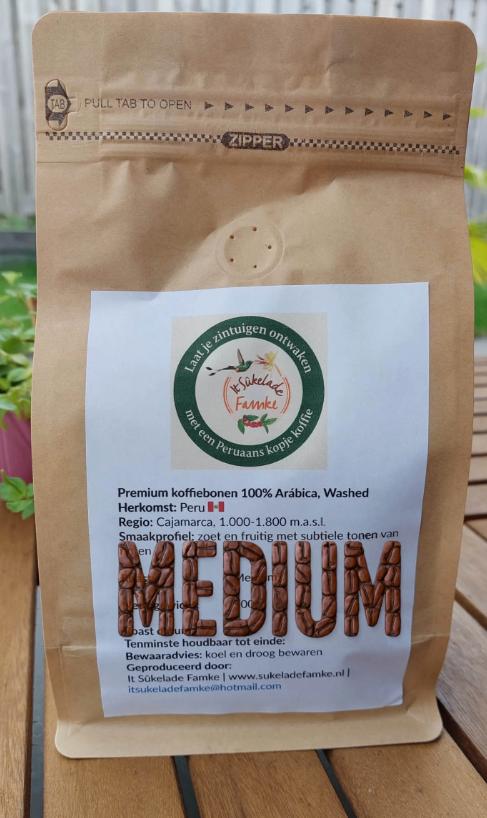 TAB
PULL TAB TO OPEN
ZIPPER
Laat je zintuigen ontwaken
It Sûkelade
Famke
met een Peruaans kopje koffie
Premium koffiebonen 100% Arábica, Washed
Herkomst: Peru
Regio: Cajamarca, 1.000-1.800 m.a.s.l.
Smaakprofiel: zoet en fruitig met subtiele tonen van
MEDIUM
Tenminste houdbaar tot einde:
Bewaaradvies: koel en droog bewaren
Geproduceerd door:
It Sûkelade Famke | www.sukeladefamke.nl |
itsukeladefamke@hotmail.com